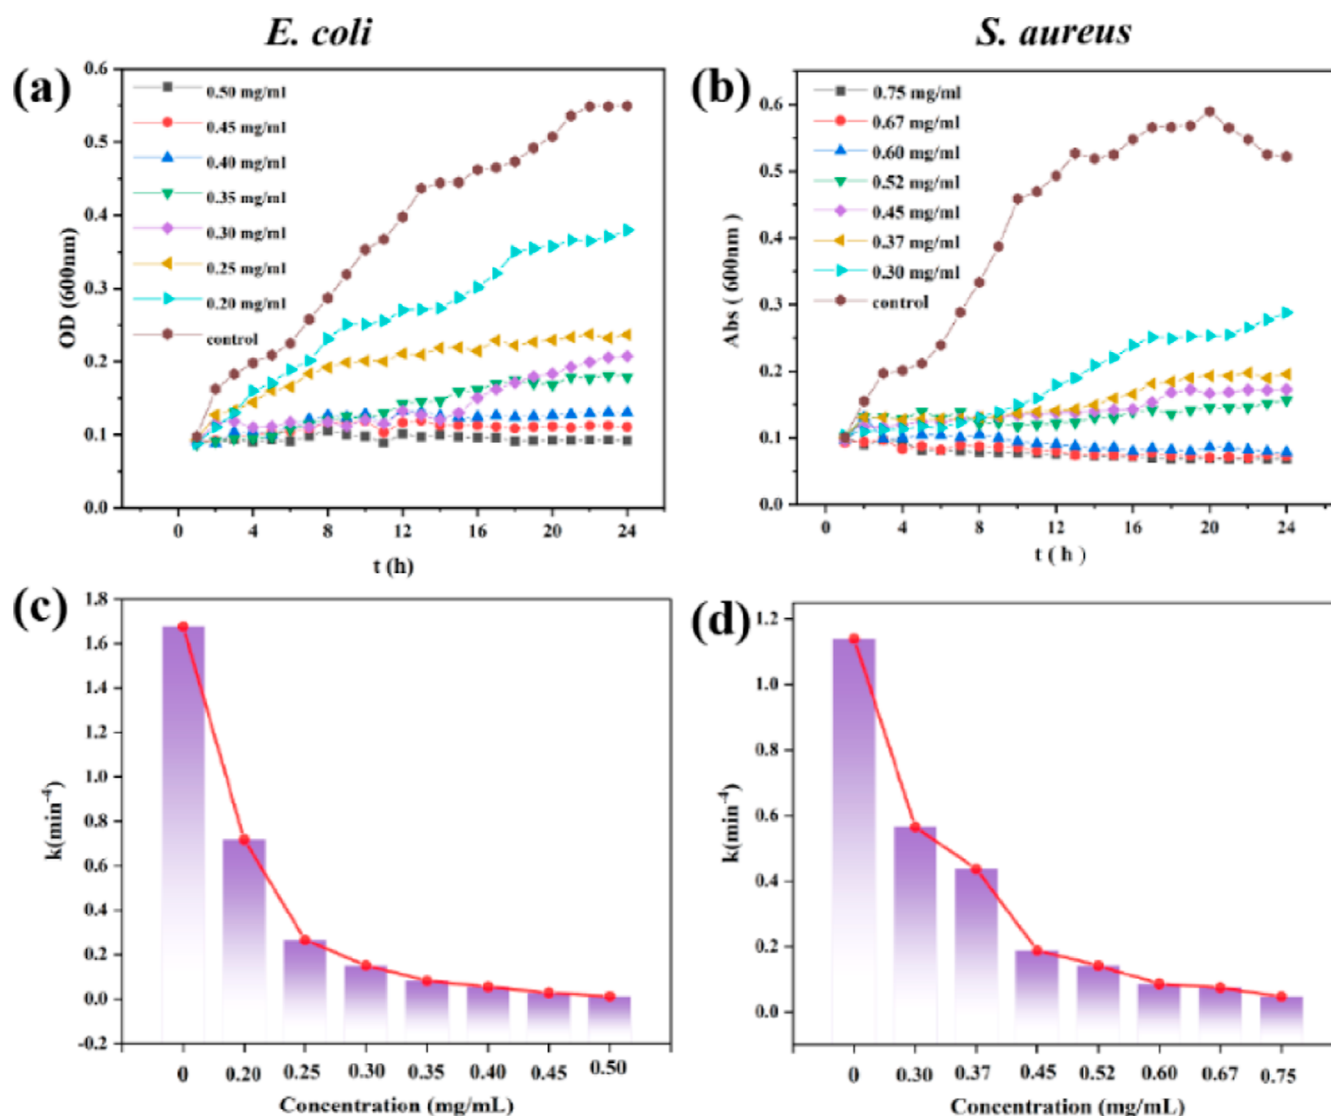 E. coli
S. aureus
(a)
0.6
0.5
0.4
0.3
0.2
0.1
0.0
OD (600nm)
0.50 mg/ml
0.45 mg/ml
0.40 mg/ml
0.35 mg/ml
0.30 mg/ml
0.25 mg/ml
0.20 mg/ml
control
0 4 8 12 16 20 24
t (h)
(b)
0.6
0.5
0.4
0.3
0.2
0.1
0.0
Abs ( 600nm )
0.75 mg/ml
0.67 mg/ml
0.60 mg/ml
0.52 mg/ml
0.45 mg/ml
0.37 mg/ml
0.30 mg/ml
control
0 4 8 12 16 20 24
t ( h )
(c)
1.8
1.6
1.4
1.2
1.0
0.8
0.6
0.4
0.2
0.0
-0.2
k(min⁻⁴)
0 0.20 0.25 0.30 0.35 0.40 0.45 0.50
Concentration (mg/mL)
(d)
1.2
1.0
0.8
0.6
0.4
0.2
0.0
k(min⁻⁴)
0 0.30 0.37 0.45 0.52 0.60 0.67 0.75
Concentration (mg/mL)